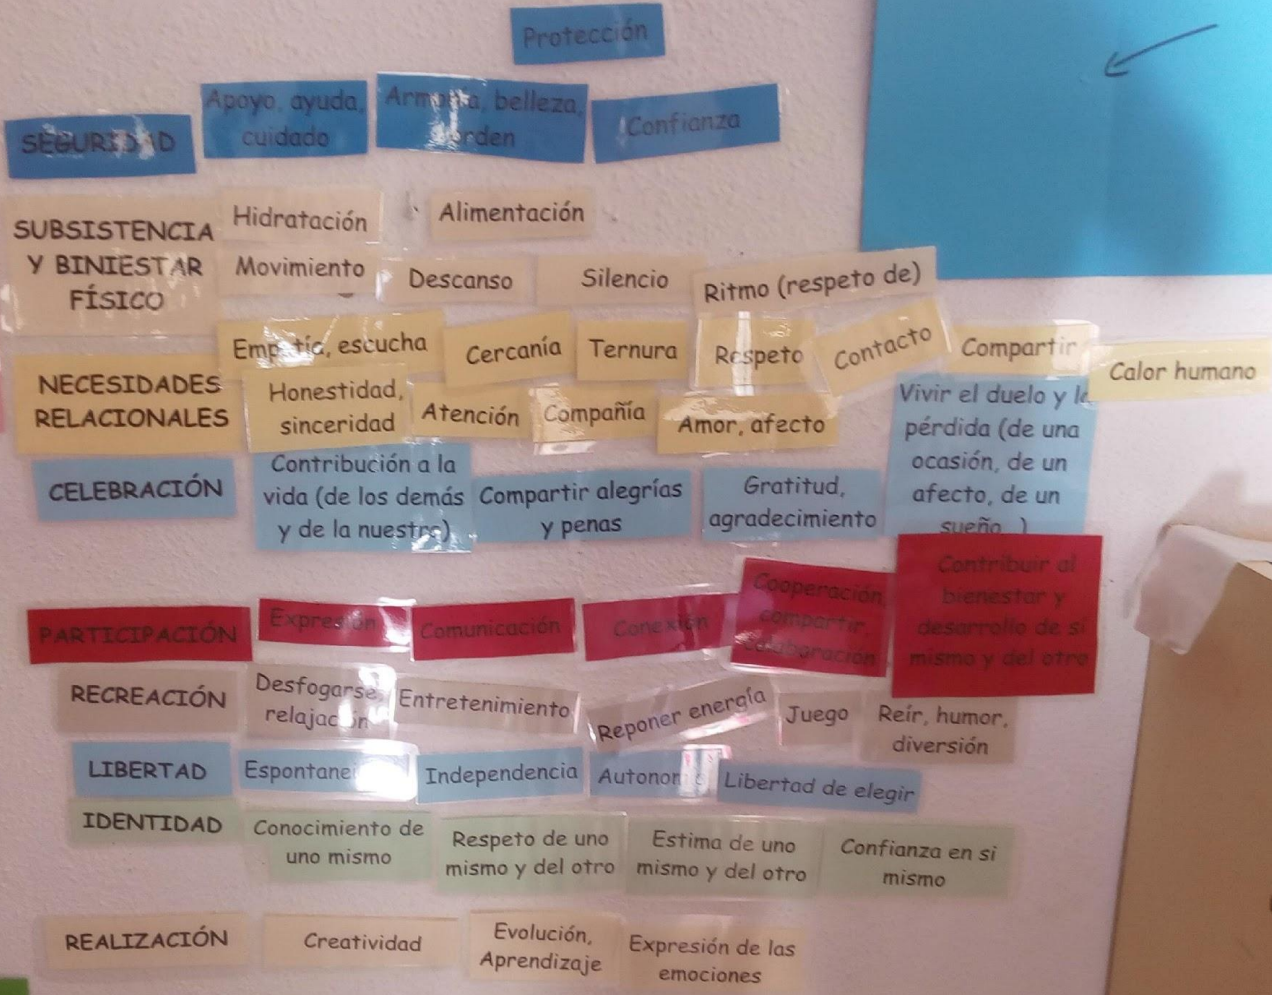 Protección
SEGURIDAD
Apoyo, ayuda,
cuidado
Armonía, belleza,
orden
Confianza
SUBSISTENCIA
Y BINIESTAR
FÍSICO
Hidratación
Alimentación
Movimiento
Descanso
Silencio
Ritmo (respeto de)
NECESIDADES
RELACIONALES
Empatía, escucha
Cercanía
Ternura
Respeto
Contacto
Compartir
Calor humano
Honestidad,
sinceridad
Atención
Compañía
Amor, afecto
CELEBRACIÓN
Contribución a la
vida (de los demás
y de la nuestra)
Compartir alegrías
y penas
Gratitud,
agradecimiento
Vivir el duelo y la
pérdida (de una
ocasión, de un
afecto, de un
sueño...)
PARTICIPACIÓN
Expresión
Comunicación
Conexión
Cooperación,
compartir,
colaboración
Contribuir al
bienestar y
desarrollo de si
mismo y del otro
RECREACIÓN
Desfogarse,
relajación
Entretenimiento
Reponer energía
Juego
Reír, humor,
diversión
LIBERTAD
Espontaneidad
Independencia
Autonomía
Libertad de elegir
IDENTIDAD
Conocimiento de
uno mismo
Respeto de uno
mismo y del otro
Estima de uno
mismo y del otro
Confianza en si
mismo
REALIZACIÓN
Creatividad
Evolución,
Aprendizaje
Expresión de las
emociones